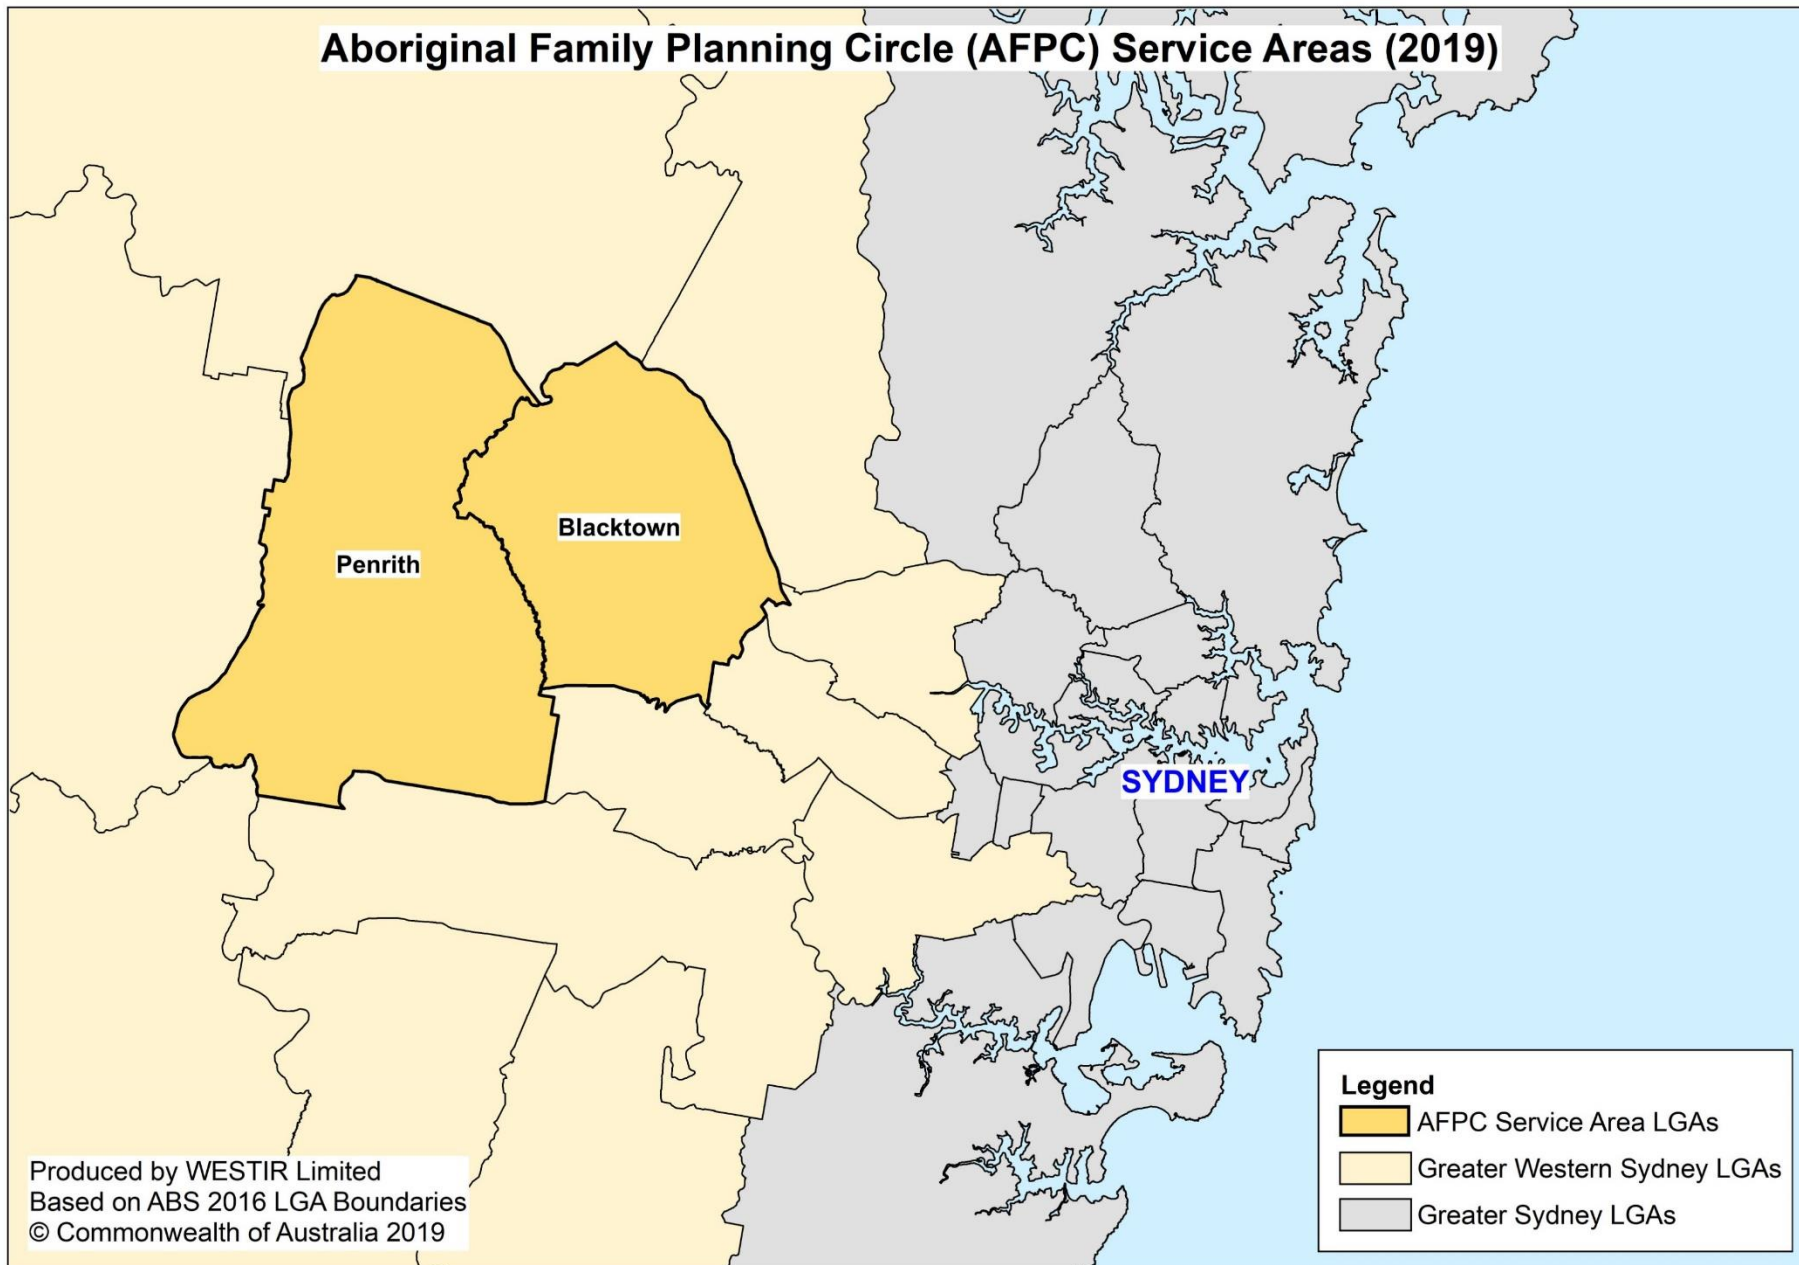 Aboriginal Family Planning Circle (AFPC) Service Areas (2019)
Blacktown
Penrith
SYDNEY
Legend
AFPC Service Area LGAs
Greater Western Sydney LGAs
Greater Sydney LGAs
Produced by WESTIR Limited
Based on ABS 2016 LGA Boundaries
© Commonwealth of Australia 2019